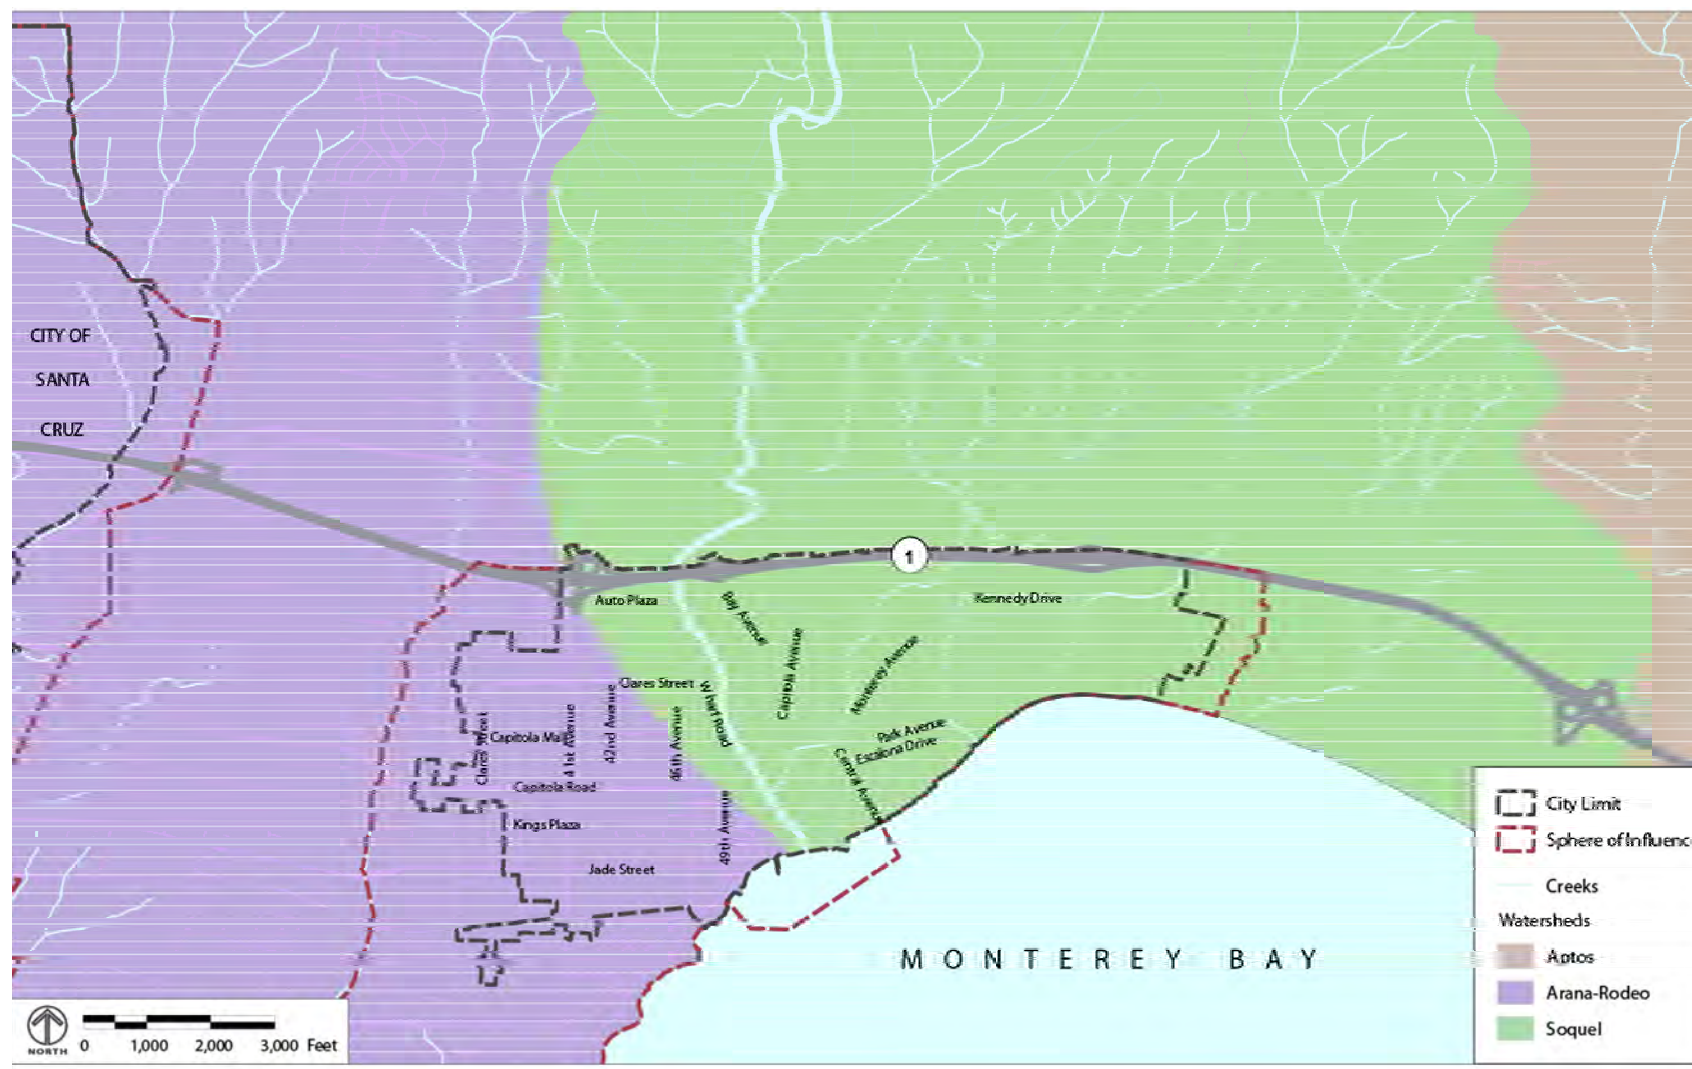 CITY OF
SANTA
CRUZ
1
Auto Plaza
Bay Avenue
Kennedy Drive
Capitola Avenue
Monterey Avenue
Clares Street
Wharf Road
42nd Avenue
41st Avenue
46th Avenue
Clares Street
Capitola Mall
Park Avenue
Escalona Drive
Central Avenue
Capitola Road
Kings Plaza
49th Avenue
Jade Street
MONTEREY BAY
City Limit
Sphere of Influenc
Creeks
Watersheds
Aptos
Arana-Rodeo
Soquel
NORTH
0 1,000 2,000 3,000 Feet